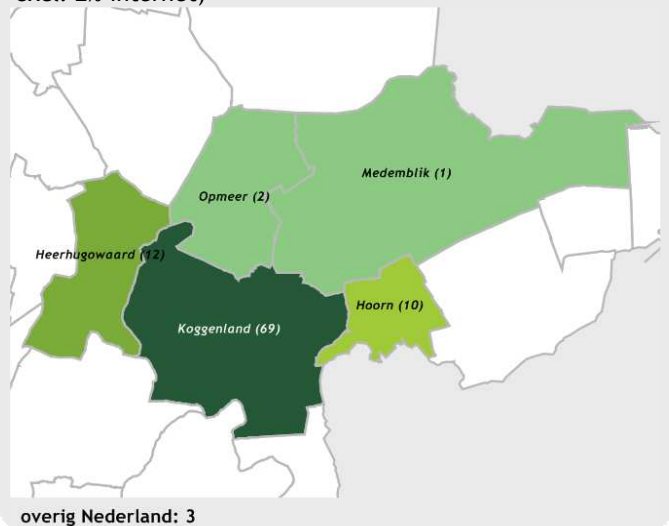 Medemblik (1)
Opmeer (2)
Heerhugowaard (12)
Hoorn (10)
Koggenland (69)
overig Nederland: 3